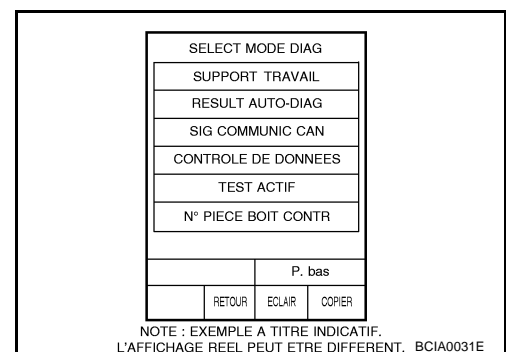 SELECT MODE DIAG
SUPPORT TRAVAIL
RESULT AUTO-DIAG
SIG COMMUNIC CAN
CONTROLE DE DONNEES
TEST ACTIF
N° PIECE BOIT CONTR
P. bas
RETOUR ECLAIR COPIER
NOTE : EXEMPLE A TITRE INDICATIF.
L'AFFICHAGE REEL PEUT ETRE DIFFERENT. BCIA0031E